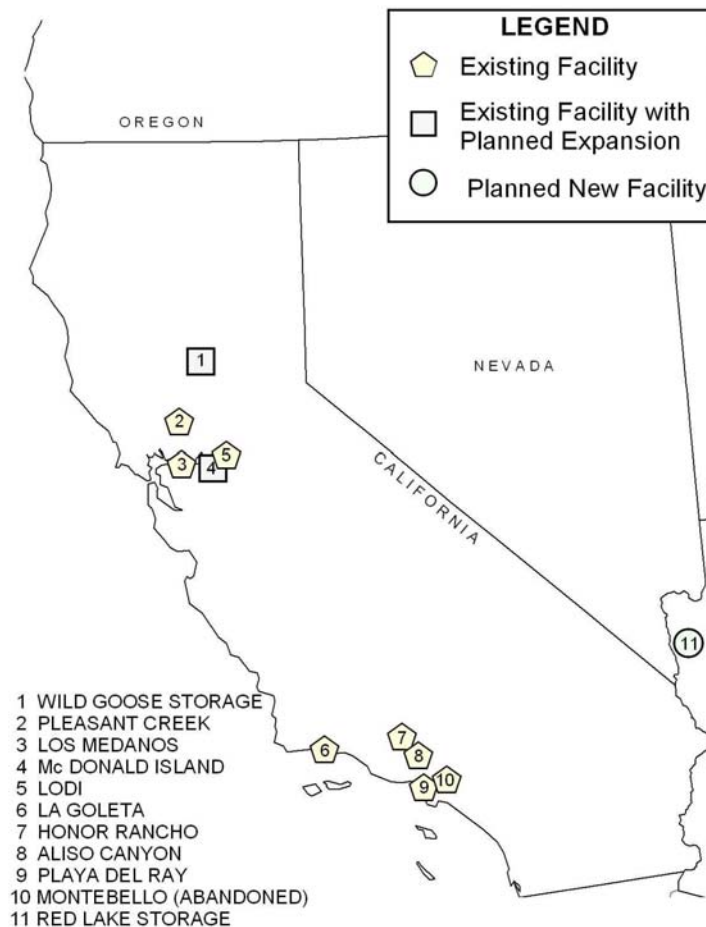 LEGEND
Existing Facility
Existing Facility with
Planned Expansion
Planned New Facility
OREGON
NEVADA
CALIFORNIA
1
2
3
4
5
6
7
8
9
10
11
1 WILD GOOSE STORAGE
2 PLEASANT CREEK
3 LOS MEDANOS
4 Mc DONALD ISLAND
5 LODI
6 LA GOLETA
7 HONOR RANCHO
8 ALISO CANYON
9 PLAYA DEL RAY
10 MONTEBELLO (ABANDONED)
11 RED LAKE STORAGE